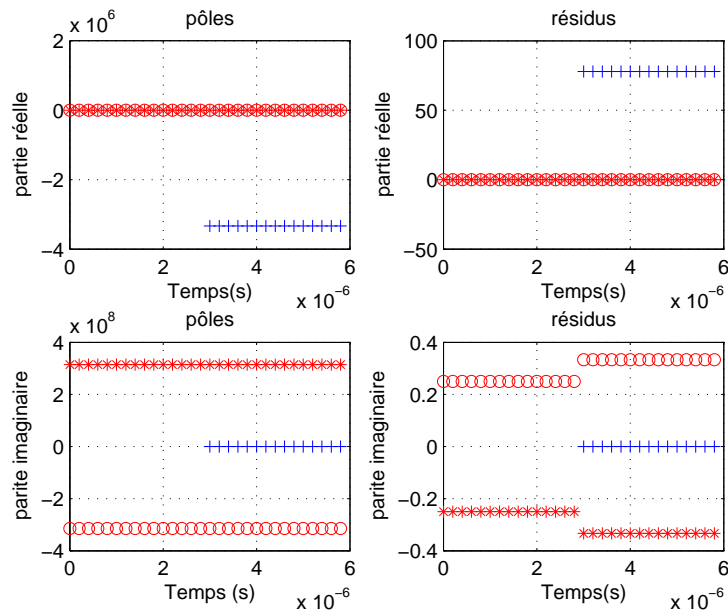 pôles
x 10^6
2
0
−2
−4
partie réelle
0 2 4 6
Temps(s)
x 10^−6
résidus
100
50
0
−50
partie réelle
0 2 4 6
Temps(s)
x 10^−6
pôles
x 10^8
4
2
0
−2
−4
parite imaginaire
0 2 4 6
Temps (s)
x 10^−6
résidus
0.4
0.2
0
−0.2
−0.4
parite imaginaire
0 2 4 6
Temps (s)
x 10^−6